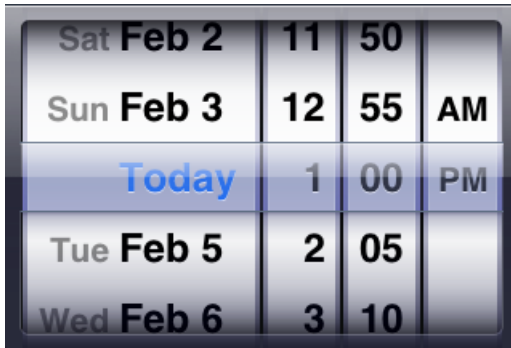 Sat Feb 2 11 50
Sun Feb 3 12 55 AM
Today 1 00 PM
Tue Feb 5 2 05
Wed Feb 6 3 10